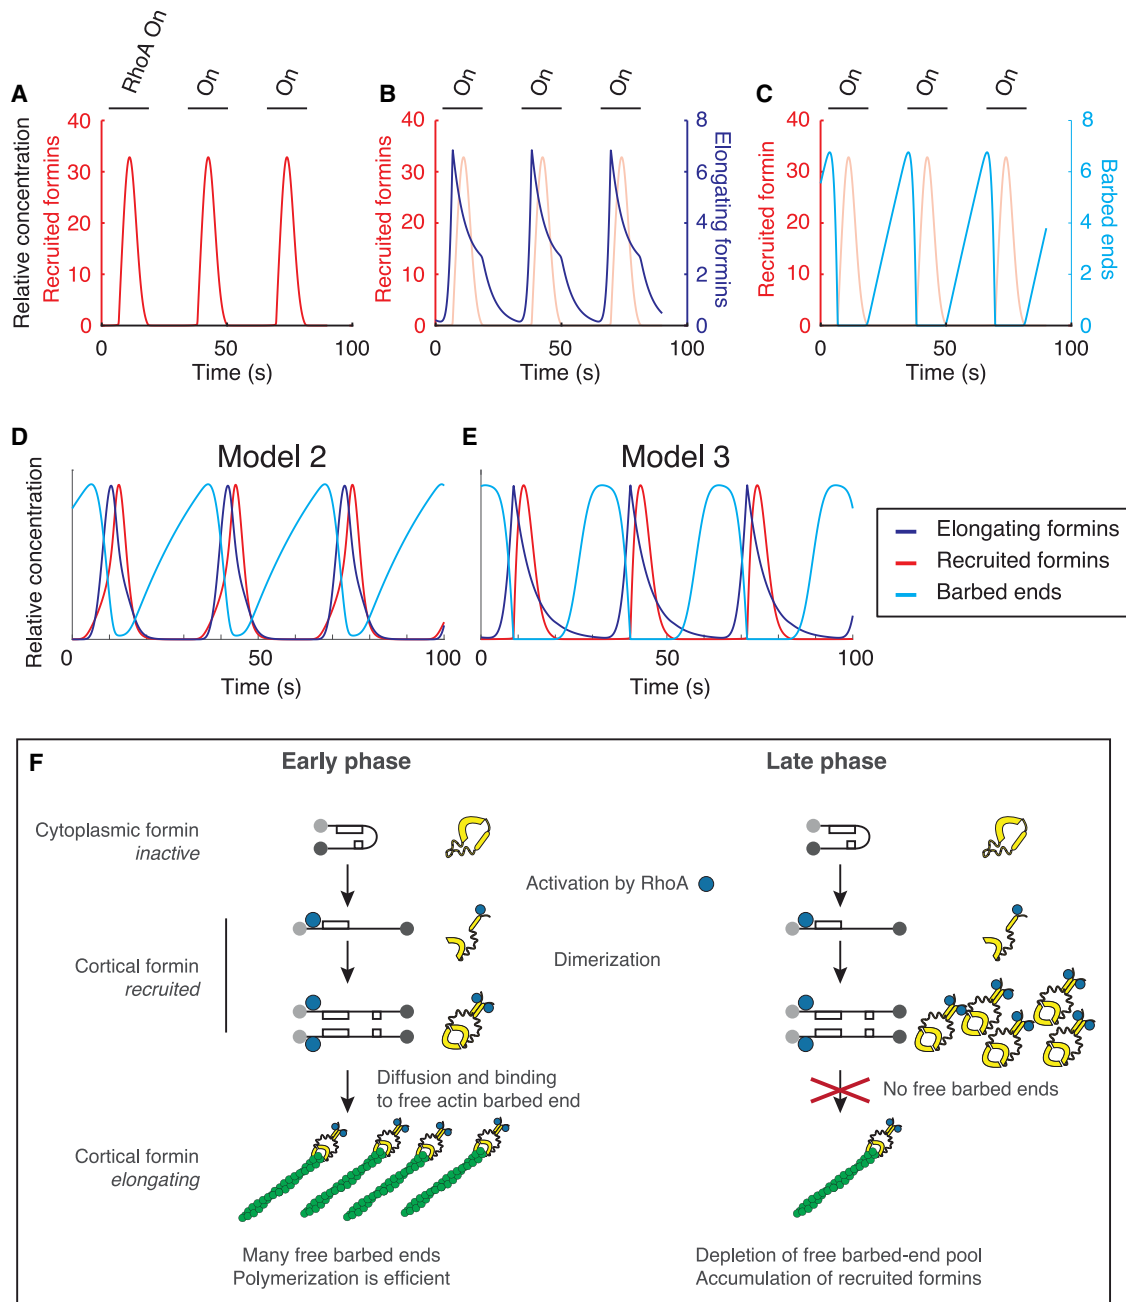 A
RhoA On
On
On
Relative concentration
Recruited formins
40
30
20
10
0
0
50
100
Time (s)
B
On
On
On
Recruited formins
40
30
20
10
0
8
6
4
2
0
Elongating formins
0
50
100
Time (s)
C
On
On
On
Recruited formin
40
30
20
10
0
8
6
4
2
0
Barbed ends
0
50
100
Time (s)
D
Model 2
Relative concentration
0
50
100
Time (s)
E
Model 3
0
50
100
Time (s)
Elongating formins
Recruited formins
Barbed ends
F
Early phase
Late phase
Cytoplasmic formin
inactive
Activation by RhoA
Cortical formin
recruited
Dimerization
Diffusion and binding
to free actin barbed end
No free barbed ends
Cortical formin
elongating
Many free barbed ends
Polymerization is efficient
Depletion of free barbed-end pool
Accumulation of recruited formins